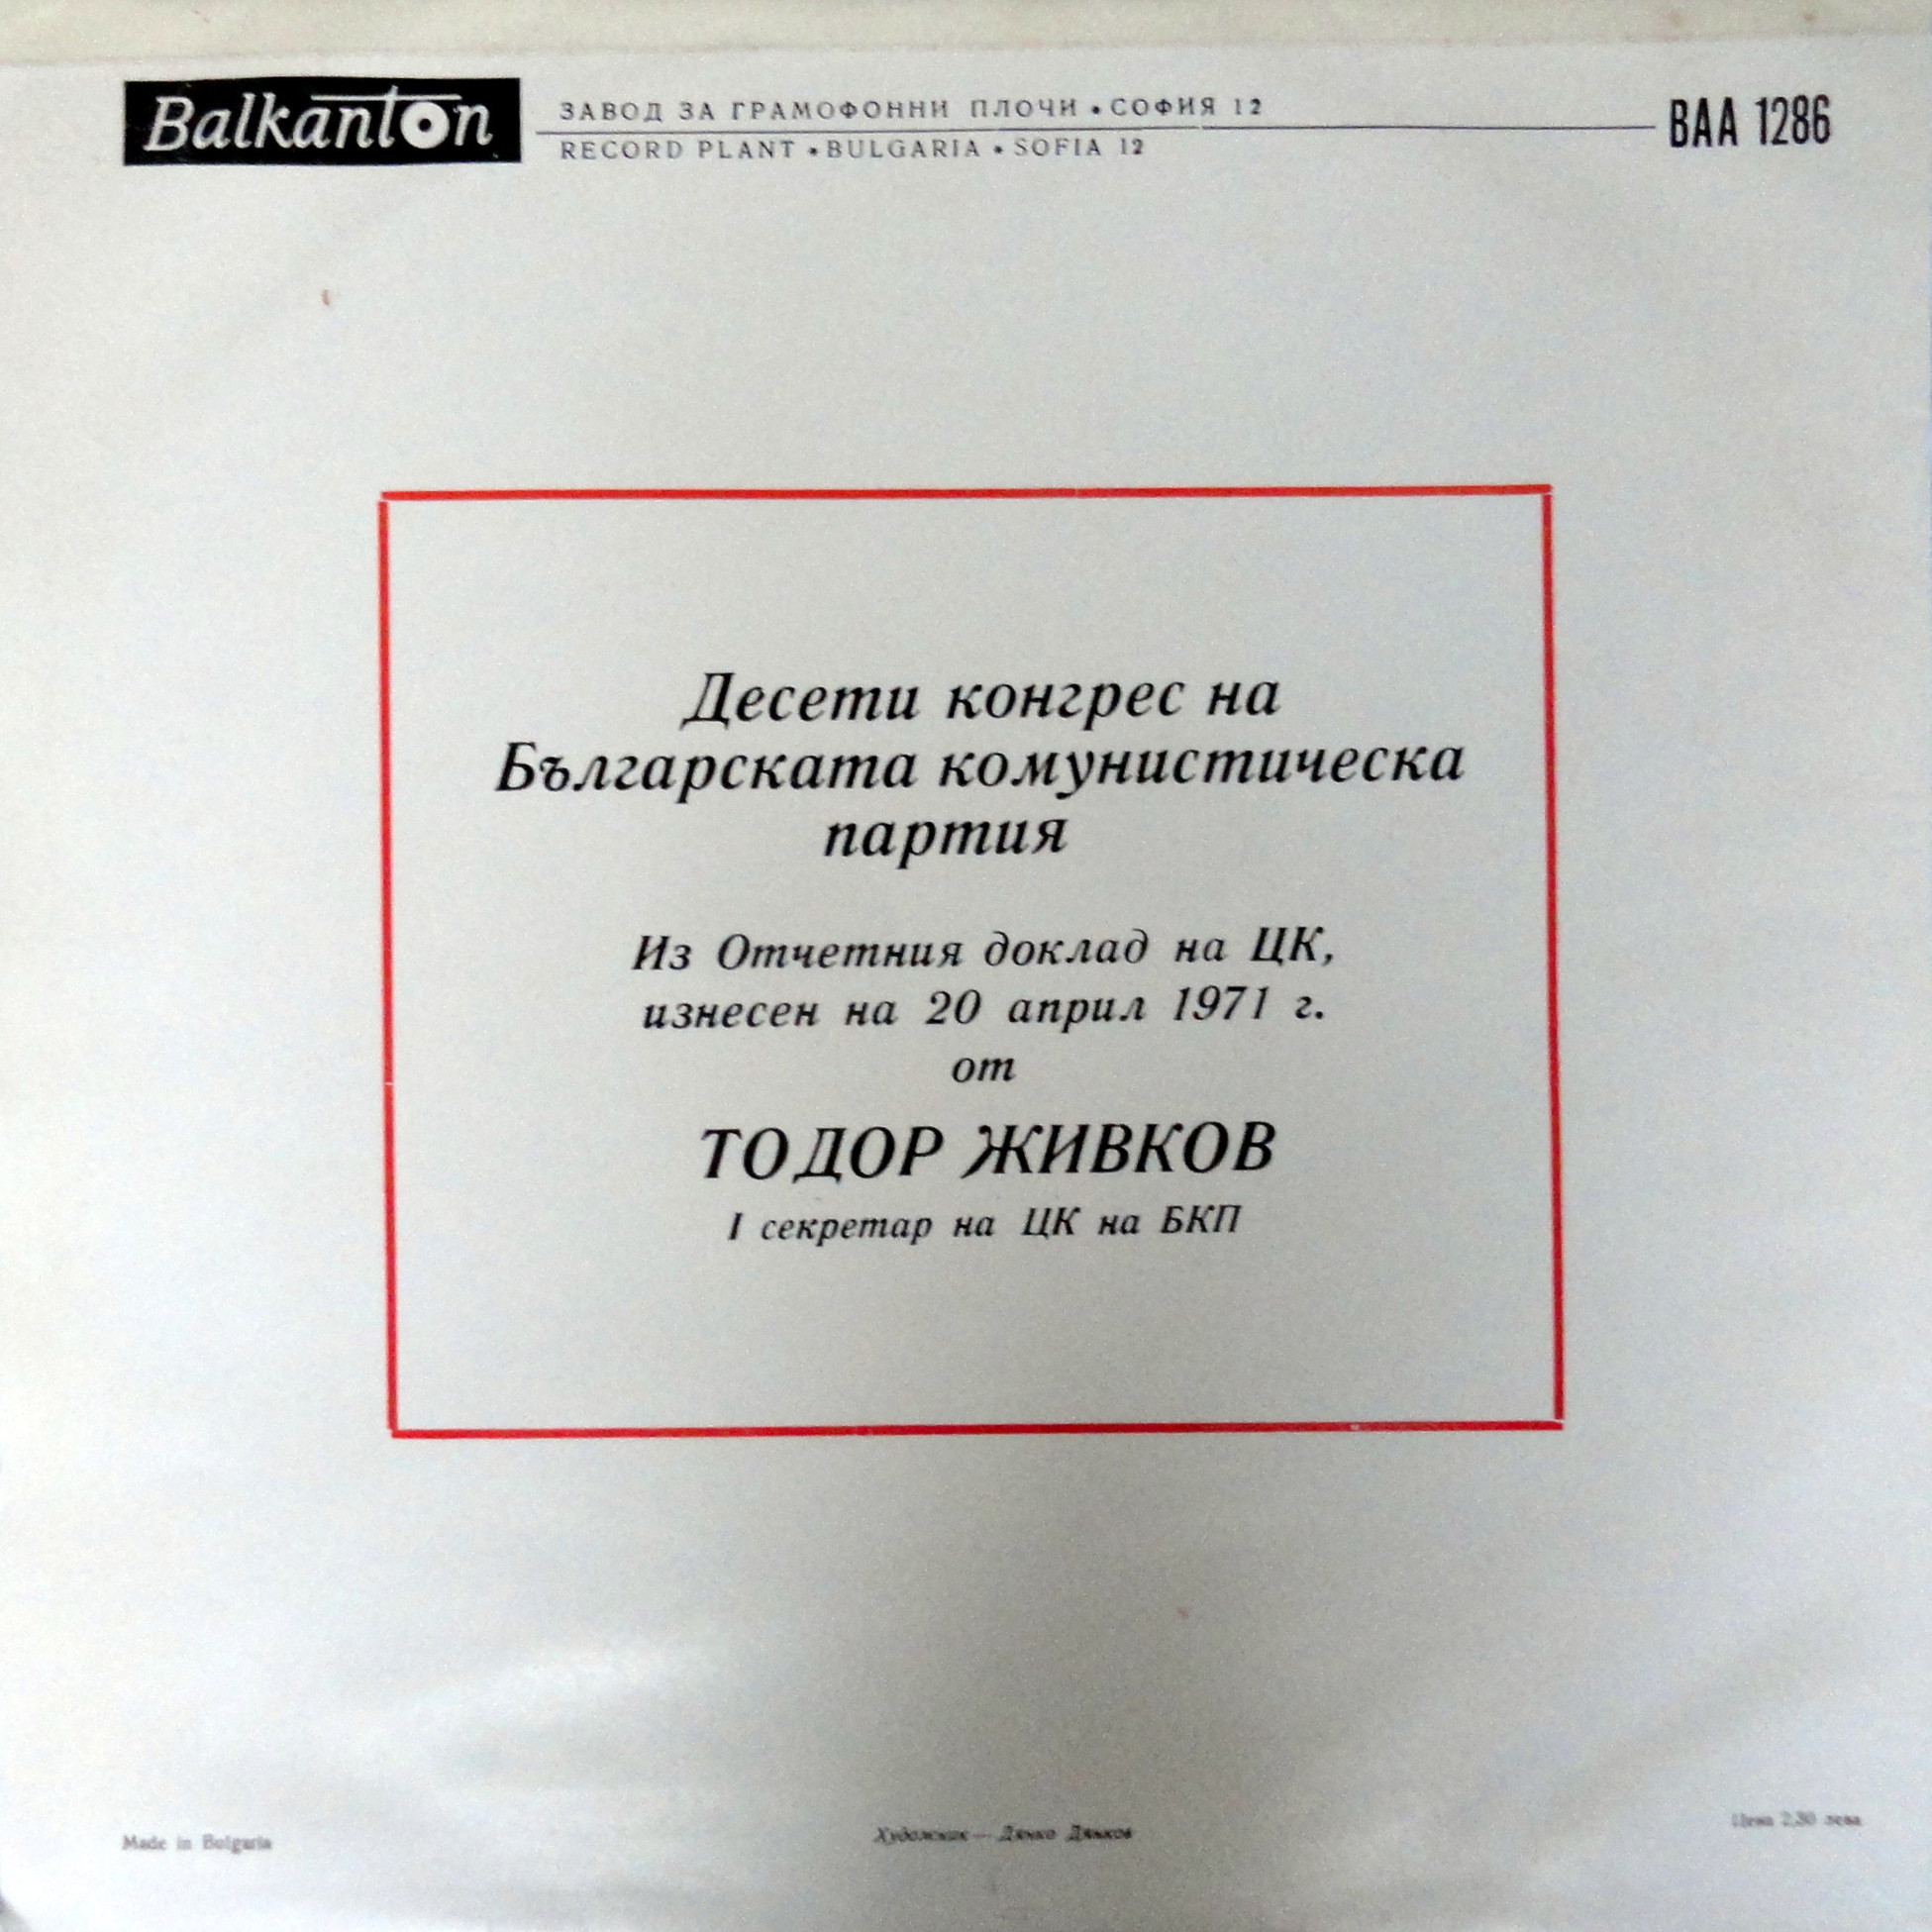 Balkanton
ЗАВОД ЗА ГРАМОФОННИ ПЛОЧИ • СОФИЯ 12
RECORD PLANT • BULGARIA • SOFIA 12
ВАА 1286
Десети конгрес на
Българската комунистическа
партия
Из Отчетния доклад на ЦК,
изнесен на 20 април 1971 г.
от
ТОДОР ЖИВКОВ
I секретар на ЦК на БКП
Made in Bulgaria
Художник — Дянко Дянков
Цена 2,30 лева